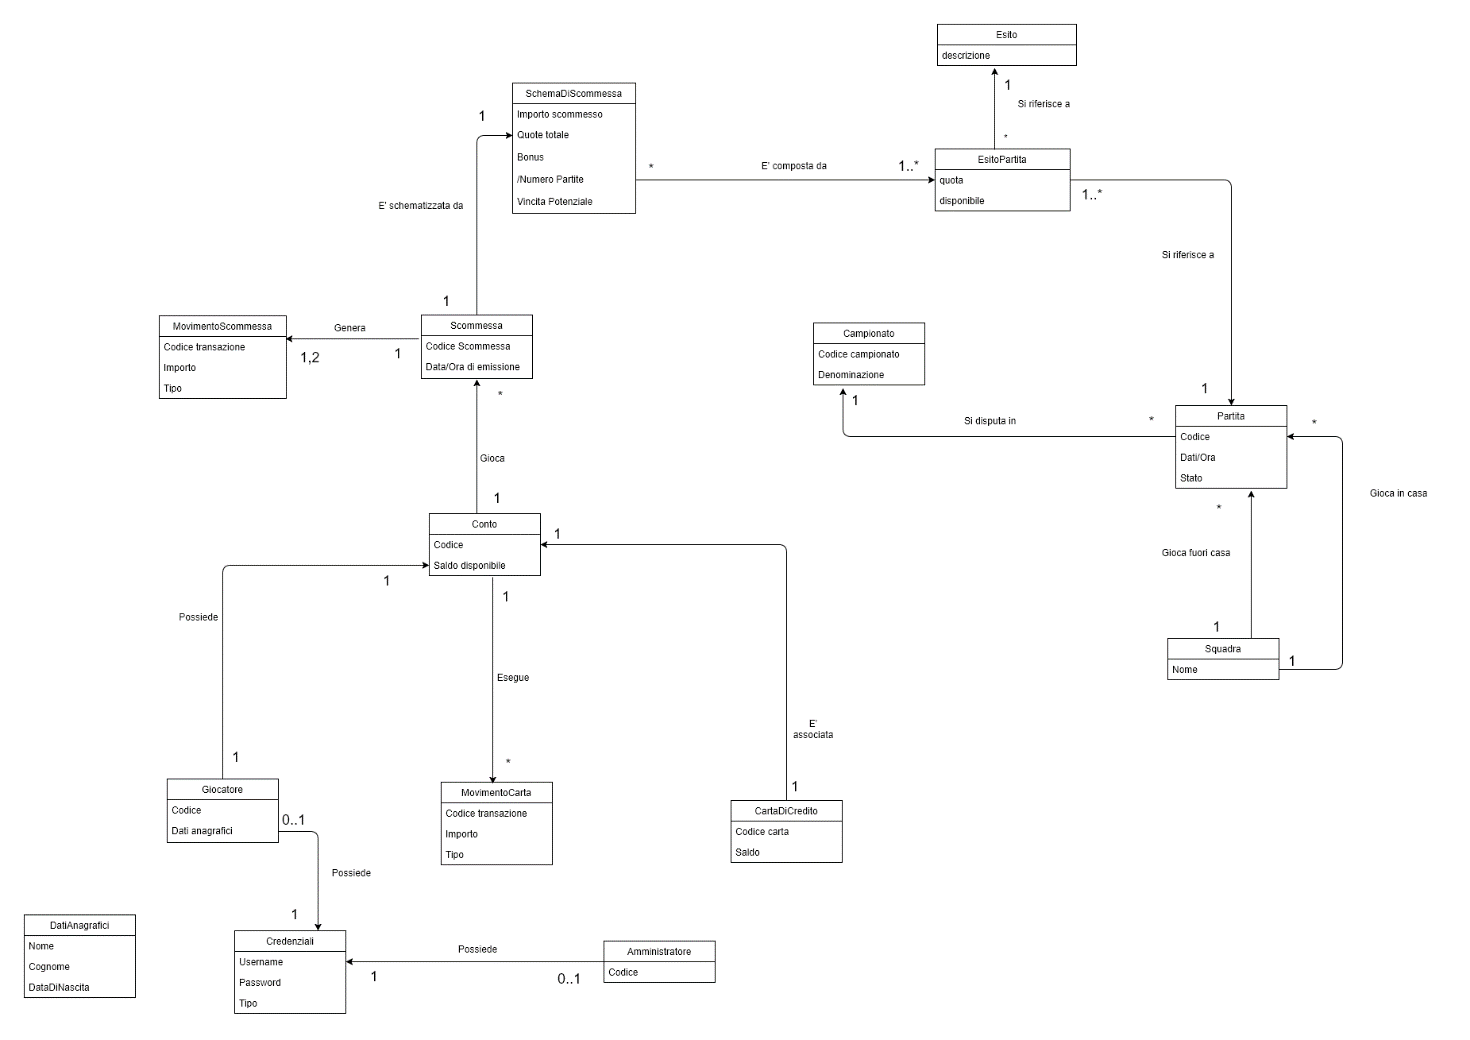 Esito
descrizione
1
Si riferisce a
*
SchemaDiScommessa
Importo scommesso
Quote totale
Bonus
/Numero Partite
Vincita Potenziale
1
*
E' composta da
1..*
EsitoPartita
quota
disponibile
1..*
E' schematizzata da
Si riferisce a
1
MovimentoScommessa
Codice transazione
Importo
Tipo
Genera
1,2
1
Scommessa
Codice Scommessa
Data/Ora di emissione
*
Campionato
Codice campionato
Denominazione
1
Si disputa in
*
1
Partita
Codice
Dati/Ora
Stato
*
Gioca in casa
*
Gioca fuori casa
1
Squadra
Nome
1
Gioca
1
Conto
Codice
Saldo disponibile
1
1
1
Possiede
Esegue
E'
associata
1
*
1
Giocatore
Codice
Dati anagrafici
0..1
MovimentoCarta
Codice transazione
Importo
Tipo
CartaDiCredito
Codice carta
Saldo
Possiede
1
DatiAnagrafici
Nome
Cognome
DataDiNascita
Credenziali
Username
Password
Tipo
Possiede
1
0..1
Amministratore
Codice